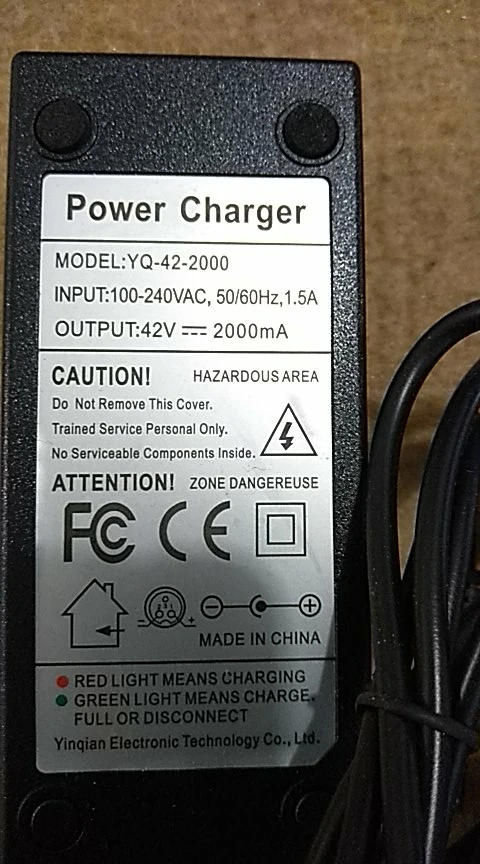 Power Charger
MODEL:YQ-42-2000
INPUT:100-240VAC, 50/60Hz,1.5A
OUTPUT:42V ⎓ 2000mA
CAUTION! HAZARDOUS AREA
Do Not Remove This Cover.
Trained Service Personal Only.
No Serviceable Components Inside.
ATTENTION! ZONE DANGEREUSE
FC CE
MADE IN CHINA
RED LIGHT MEANS CHARGING
GREEN LIGHT MEANS CHARGE.
FULL OR DISCONNECT
Yinqian Electronic Technology Co., Ltd.